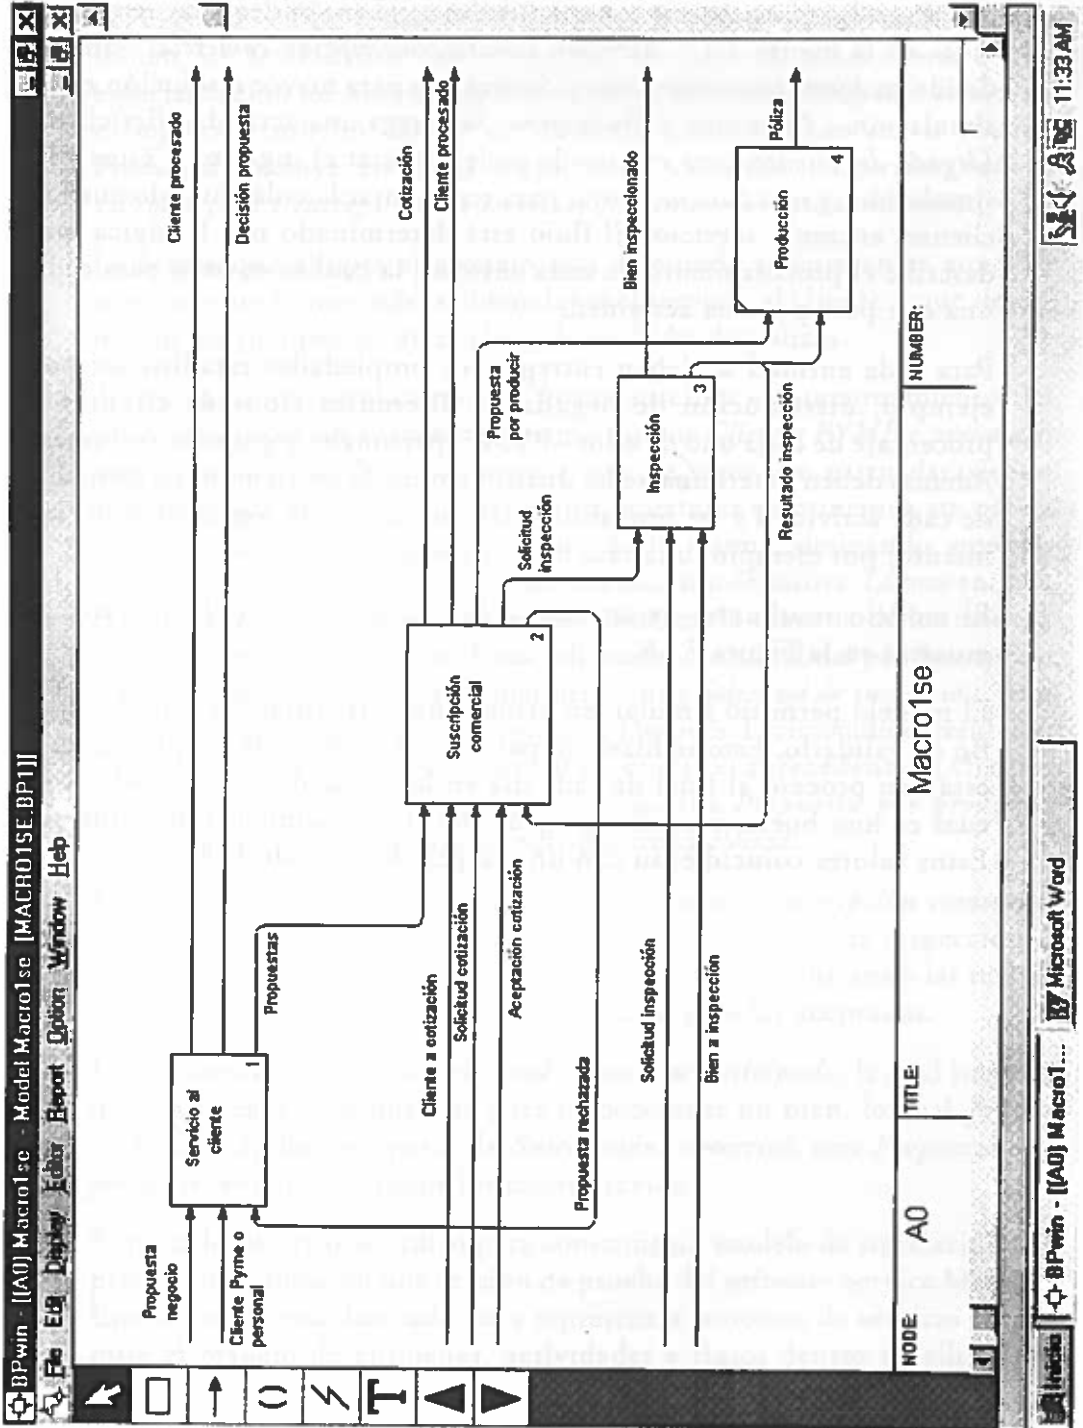 BPwin - [(A0) Macro1se - Model Macro1se [MACRO1SE.BP1]]
File Edit Display Editor Report Option Window Help
T
Propuesta
negocio
Cliente Pyme o
personal
Servicio al
cliente
1
Cliente procesado
Decisión propuesta
Propuestas
Cliente a cotización
Solicitud cotización
Aceptación cotización
Propuesta rechazada
Suscripción
comercial
2
Cotización
Cliente procesado
Propuesta
por producir
Solicitud
inspección
Solicitud inspección
Bien a inspección
Inspección
3
Bien inspeccionado
Resultado inspección
Producción
4
Póliza
NODE:
A0
TITLE:
Macro1se
NUMBER:
Inicio
BPwin - [(A0) Macro1...
Microsoft Word
11:33 AM